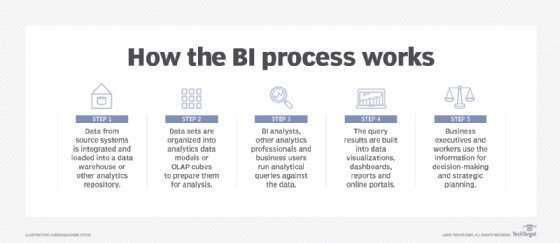 How the BI process works
STEP 1
Data from
source systems
is integrated and
loaded into a data
warehouse or
other analytics
repository.
STEP 2
Data sets are
organized into
analytics data
models or
OLAP cubes
to prepare them
for analysis.
STEP 3
BI analysts,
other analytics
professionals and
business users
run analytical
queries against
the data.
STEP 4
The query
results are built
into data
visualizations,
dashboards,
reports and
online portals.
STEP 5
Business
executives and
workers use the
information for
decision-making
and strategic
planning.
TechTarget